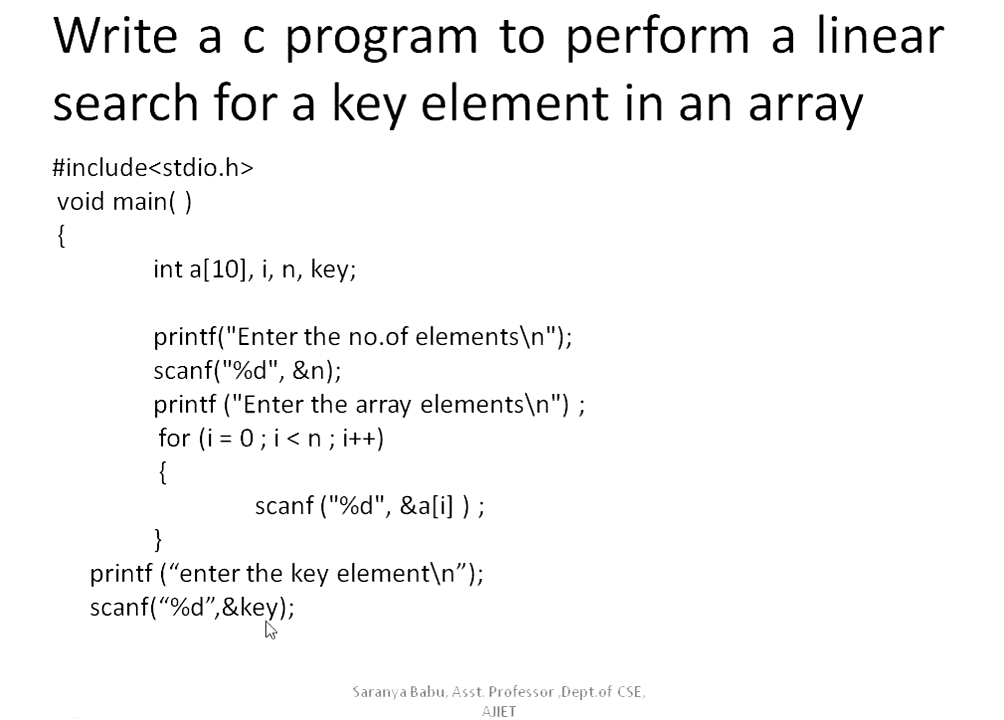 Write a c program to perform a linear
search for a key element in an array
#include<stdio.h>
void main( )
{
int a[10], i, n, key;
printf("Enter the no.of elements\n");
scanf("%d", &n);
printf ("Enter the array elements\n") ;
for (i = 0 ; i < n ; i++)
{
scanf ("%d", &a[i] ) ;
}
printf (“enter the key element\n”);
scanf(“%d”,&key);
Saranya Babu, Asst. Professor ,Dept.of CSE,
AJIET